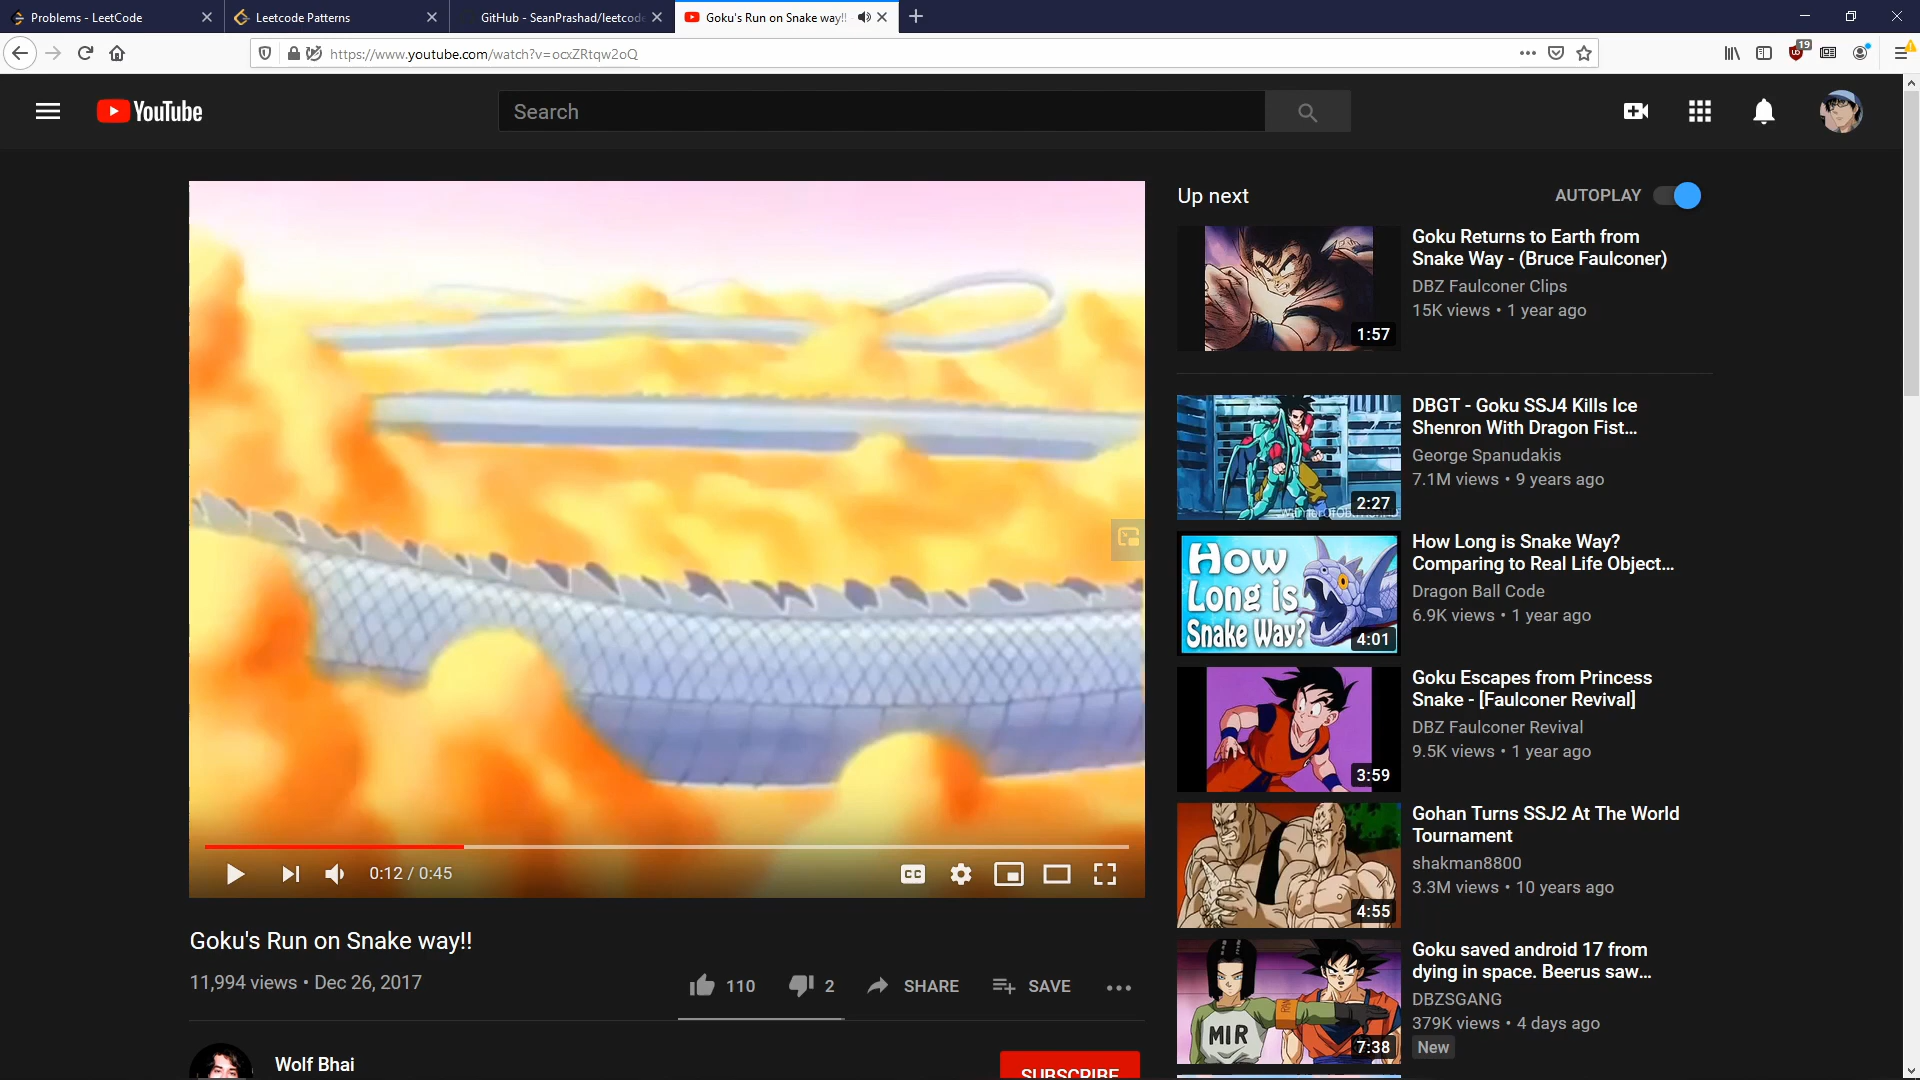 Problems - LeetCode
Leetcode Patterns
GitHub - SeanPrashad/leetcode
Goku's Run on Snake way!!
19
https://www.youtube.com/watch?v=ocxZRtqw2oQ
YouTube
Search
Up next
AUTOPLAY
Goku Returns to Earth from
Snake Way - (Bruce Faulconer)
DBZ Faulconer Clips
15K views • 1 year ago
1:57
DBGT - Goku SSJ4 Kills Ice
Shenron With Dragon Fist...
George Spanudakis
7.1M views • 9 years ago
2:27
How
Long is
Snake Way?
4:01
How Long is Snake Way?
Comparing to Real Life Object...
Dragon Ball Code
6.9K views • 1 year ago
Goku Escapes from Princess
Snake - [Faulconer Revival]
DBZ Faulconer Revival
9.5K views • 1 year ago
3:59
Gohan Turns SSJ2 At The World
Tournament
shakman8800
3.3M views • 10 years ago
4:55
Goku saved android 17 from
dying in space. Beerus saw...
DBZSGANG
379K views • 4 days ago
New
MIR
7:38
0:12 / 0:45
CC
Goku's Run on Snake way!!
11,994 views • Dec 26, 2017
110
2
SHARE
SAVE
Wolf Bhai
SUBSCRIBE